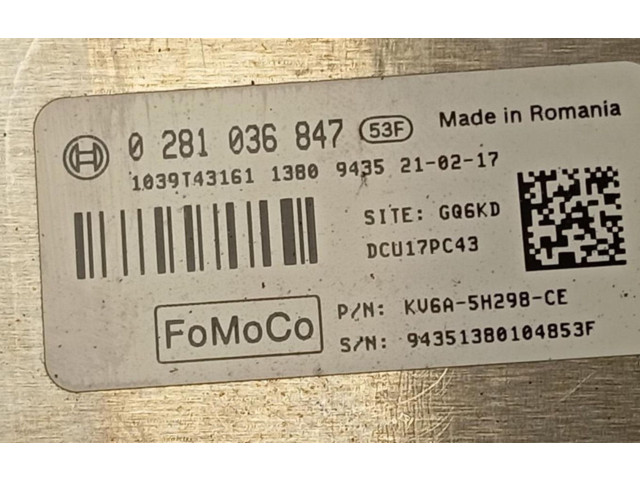 0 281 036 847 53F Made in Romania
1039T43161 1380 9435 21-02-17
SITE: GQ6KD
DCU17PC43
FoMoCo
P/N: KV6A-5H298-CE
S/N: 94351380104853F